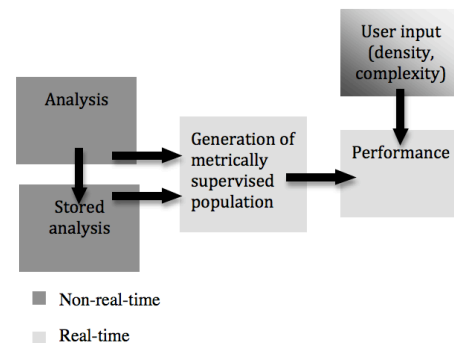 User input
(density,
complexity)
Analysis
Generation of
metrically
supervised
population
Performance
Stored
analysis
Non-real-time
Real-time